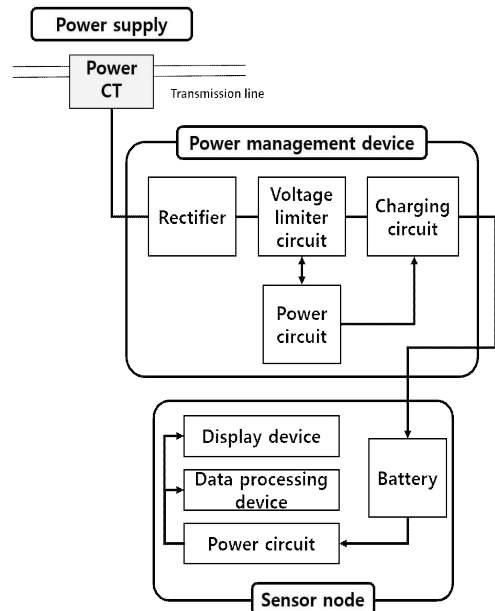 Power supply
Power
CT
Transmission line
Power management device
Rectifier
Voltage
limiter
circuit
Charging
circuit
Power
circuit
Display device
Data processing
device
Battery
Power circuit
Sensor node